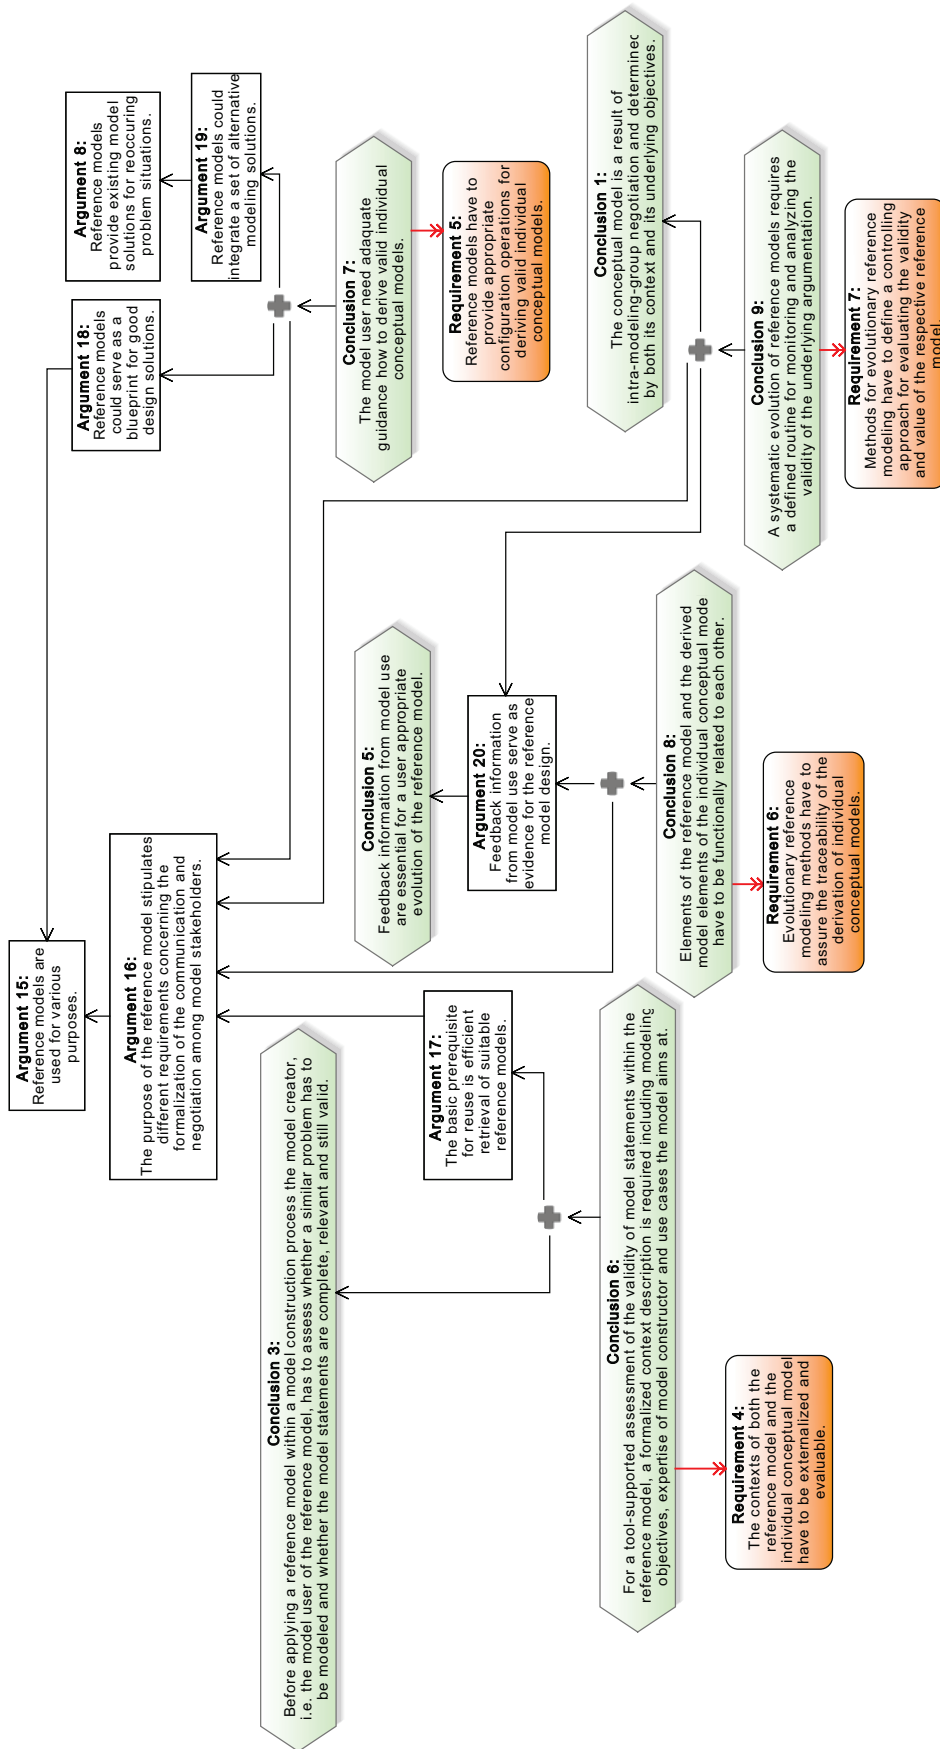 Argument 15:
Reference models are
used for various
purposes.
Argument 16:
The purpose of the reference model stipulates
different requirements concerning the
formalization of the communication and
negotiation among model stakeholders.
Argument 18:
Reference models
could serve as a
blueprint for good
design solutions.
Argument 8:
Reference models
provide existing model
solutions for reoccuring
problem situations.
Argument 19:
Reference models could
integrate a set of alternative
modeling solutions.
Conclusion 3:
Before applying a reference model within a model construction process the model creator,
i.e. the model user of the reference model, has to assess whether a similar problem has to
be modeled and whether the model statements are complete, relevant and still valid.
Argument 17:
The basic prerequisite
for reuse is efficient
retrieval of suitable
reference models.
Conclusion 5:
Feedback information from model use
are essential for a user appropriate
evolution of the reference model.
Argument 20:
Feedback information
from model use serve as
evidence for the reference
model design.
Conclusion 7:
The model user need adequate
guidance how to derive valid individual
conceptual models.
Requirement 5:
Reference models have to
provide appropriate
configuration operations for
deriving valid individual
conceptual models.
Conclusion 1:
The conceptual model is a result of
intra-modeling-group negotiation and determined
by both its context and its underlying objectives.
Conclusion 6:
For a tool-supported assessment of the validity of model statements within the
reference model, a formalized context description is required including modeling
objectives, expertise of model constructor and use cases the model aims at.
Conclusion 8:
Elements of the reference model and the derived
model elements of the individual conceptual mode
have to be functionally related to each other.
Conclusion 9:
A systematic evolution of reference models requires
a defined routine for monitoring and analyzing the
validity of the underlying argumentation.
Requirement 4:
The contexts of both the
reference model and the
individual conceptual model
have to be externalized and
evaluable.
Requirement 6:
Evolutionary reference
modeling methods have to
assure the traceability of the
derivation of individual
conceptual models.
Requirement 7:
Methods for evolutionary reference
modeling have to define a controlling
approach for evaluating the validity
and value of the respective reference
model.